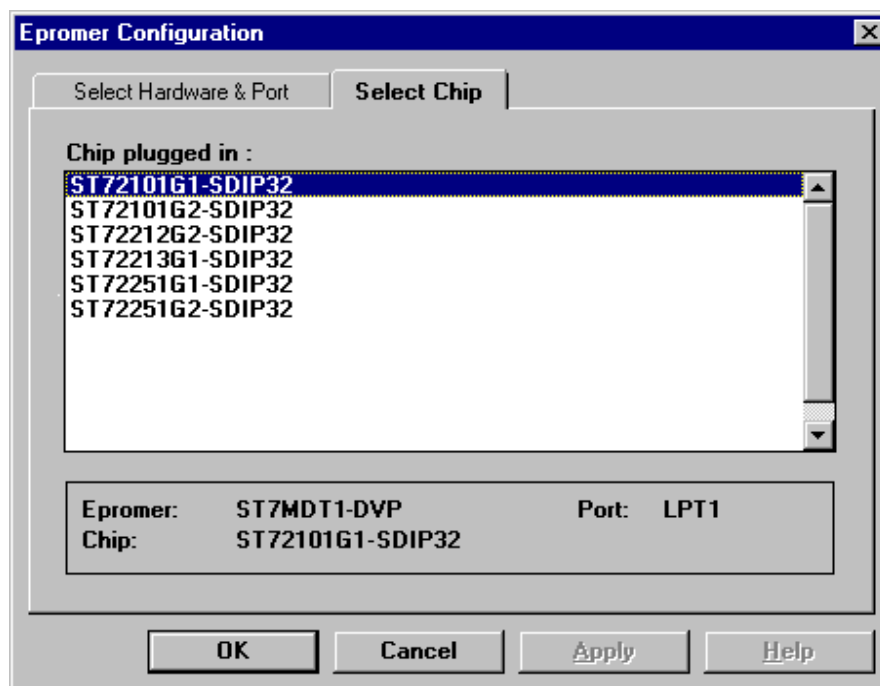 Epromer Configuration
Select Hardware & Port Select Chip
Chip plugged in :
ST72101G1-SDIP32
ST72101G2-SDIP32
ST72212G2-SDIP32
ST72213G1-SDIP32
ST72251G1-SDIP32
ST72251G2-SDIP32
Epromer: ST7MDT1-DVP Port: LPT1
Chip: ST72101G1-SDIP32
OK Cancel Apply Help